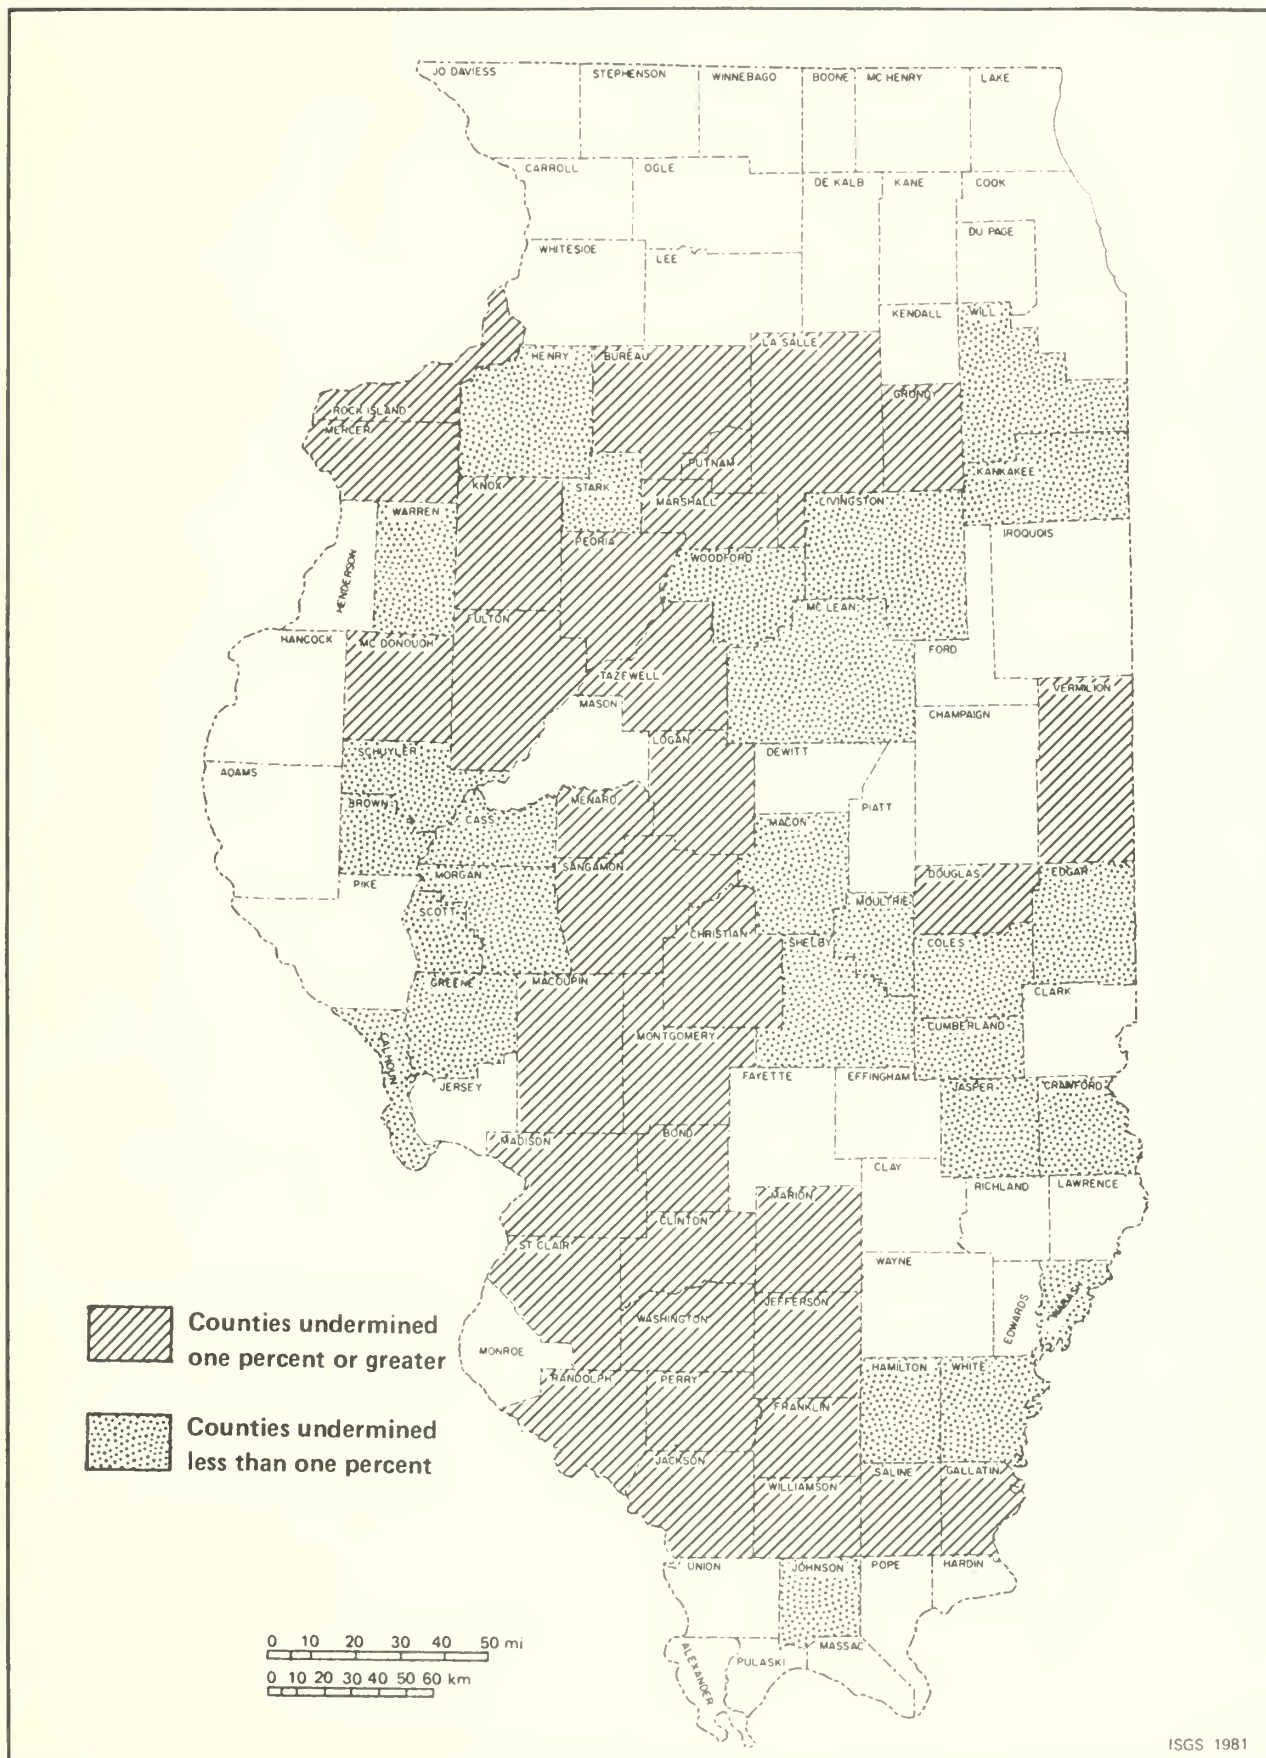 JO DAVIESS
STEPHENSON
WINNEBAGO
BOONE
MC HENRY
LAKE
CARROLL
OGLE
DE KALB
KANE
COOK
DU PAGE
WHITESIDE
LEE
KENDALL
WILL
LA SALLE
HENRY
BUREAU
GRUNDY
ROCK ISLAND
MERCER
PUTNAM
KANKAKEE
KNOX
STARK
MARSHALL
LIVINGSTON
WARREN
IROQUOIS
PEORIA
WOODFORD
HENDERSON
MC LEAN
FULTON
HANCOCK
MC DONOUGH
FORD
TAZEWELL
VERMILION
MASON
CHAMPAIGN
LOGAN
SCHUYLER
DEWITT
ADAMS
MENARD
BROWN
PIATT
CASS
MACON
SANGAMON
MORGAN
DOUGLAS
EDGAR
PIKE
MOULTRIE
SCOTT
CHRISTIAN
SHELBY
COLES
GREENE
MACOUPIN
CLARK
CUMBERLAND
MONTGOMERY
CALHOUN
FAYETTE
EFFINGHAM
JERSEY
JASPER
CRAWFORD
MADISON
BOND
CLAY
RICHLAND
LAWRENCE
MARION
CLINTON
ST CLAIR
WAYNE
WABASH
EDWARDS
JEFFERSON
WASHINGTON
Counties undermined
one percent or greater
MONROE
HAMILTON
WHITE
RANDOLPH
PERRY
FRANKLIN
Counties undermined
less than one percent
JACKSON
SALINE
GALLATIN
WILLIAMSON
UNION
JOHNSON
POPE
HARDIN
0 10 20 30 40 50 mi
0 10 20 30 40 50 60 km
MASSAC
PULASKI
ALEXANDER
ISGS 1981